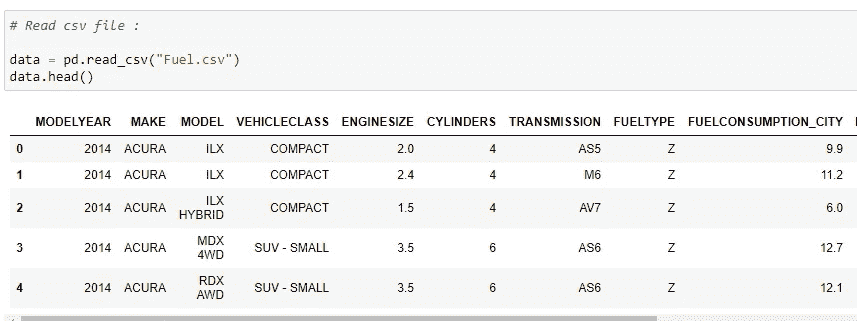 # Read csv file :
data = pd.read_csv("Fuel.csv")
data.head()
MODELYEAR MAKE MODEL VEHICLECLASS ENGINESIZE CYLINDERS TRANSMISSION FUELTYPE FUELCONSUMPTION_CITY
0 2014 ACURA ILX COMPACT 2.0 4 AS5 Z 9.9
1 2014 ACURA ILX COMPACT 2.4 4 M6 Z 11.2
2 2014 ACURA ILX HYBRID COMPACT 1.5 4 AV7 Z 6.0
3 2014 ACURA MDX 4WD SUV - SMALL 3.5 6 AS6 Z 12.7
4 2014 ACURA RDX AWD SUV - SMALL 3.5 6 AS6 Z 12.1